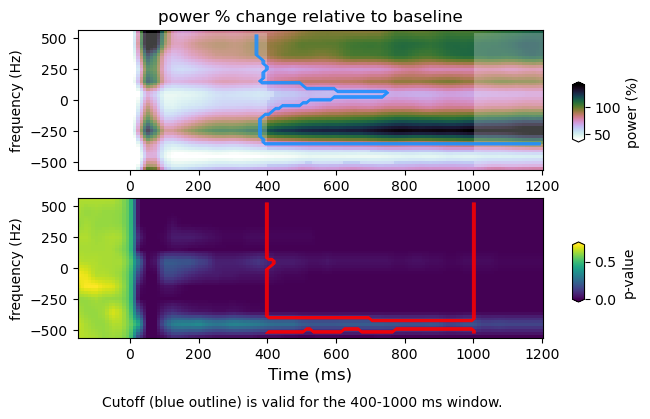 power % change relative to baseline
frequency (Hz)
500
250
0
−250
−500
0 200 400 600 800 1000 1200
100
50
power (%)
frequency (Hz)
500
250
0
−250
−500
0 200 400 600 800 1000 1200
Time (ms)
0.5
0.0
p-value
Cutoff (blue outline) is valid for the 400-1000 ms window.